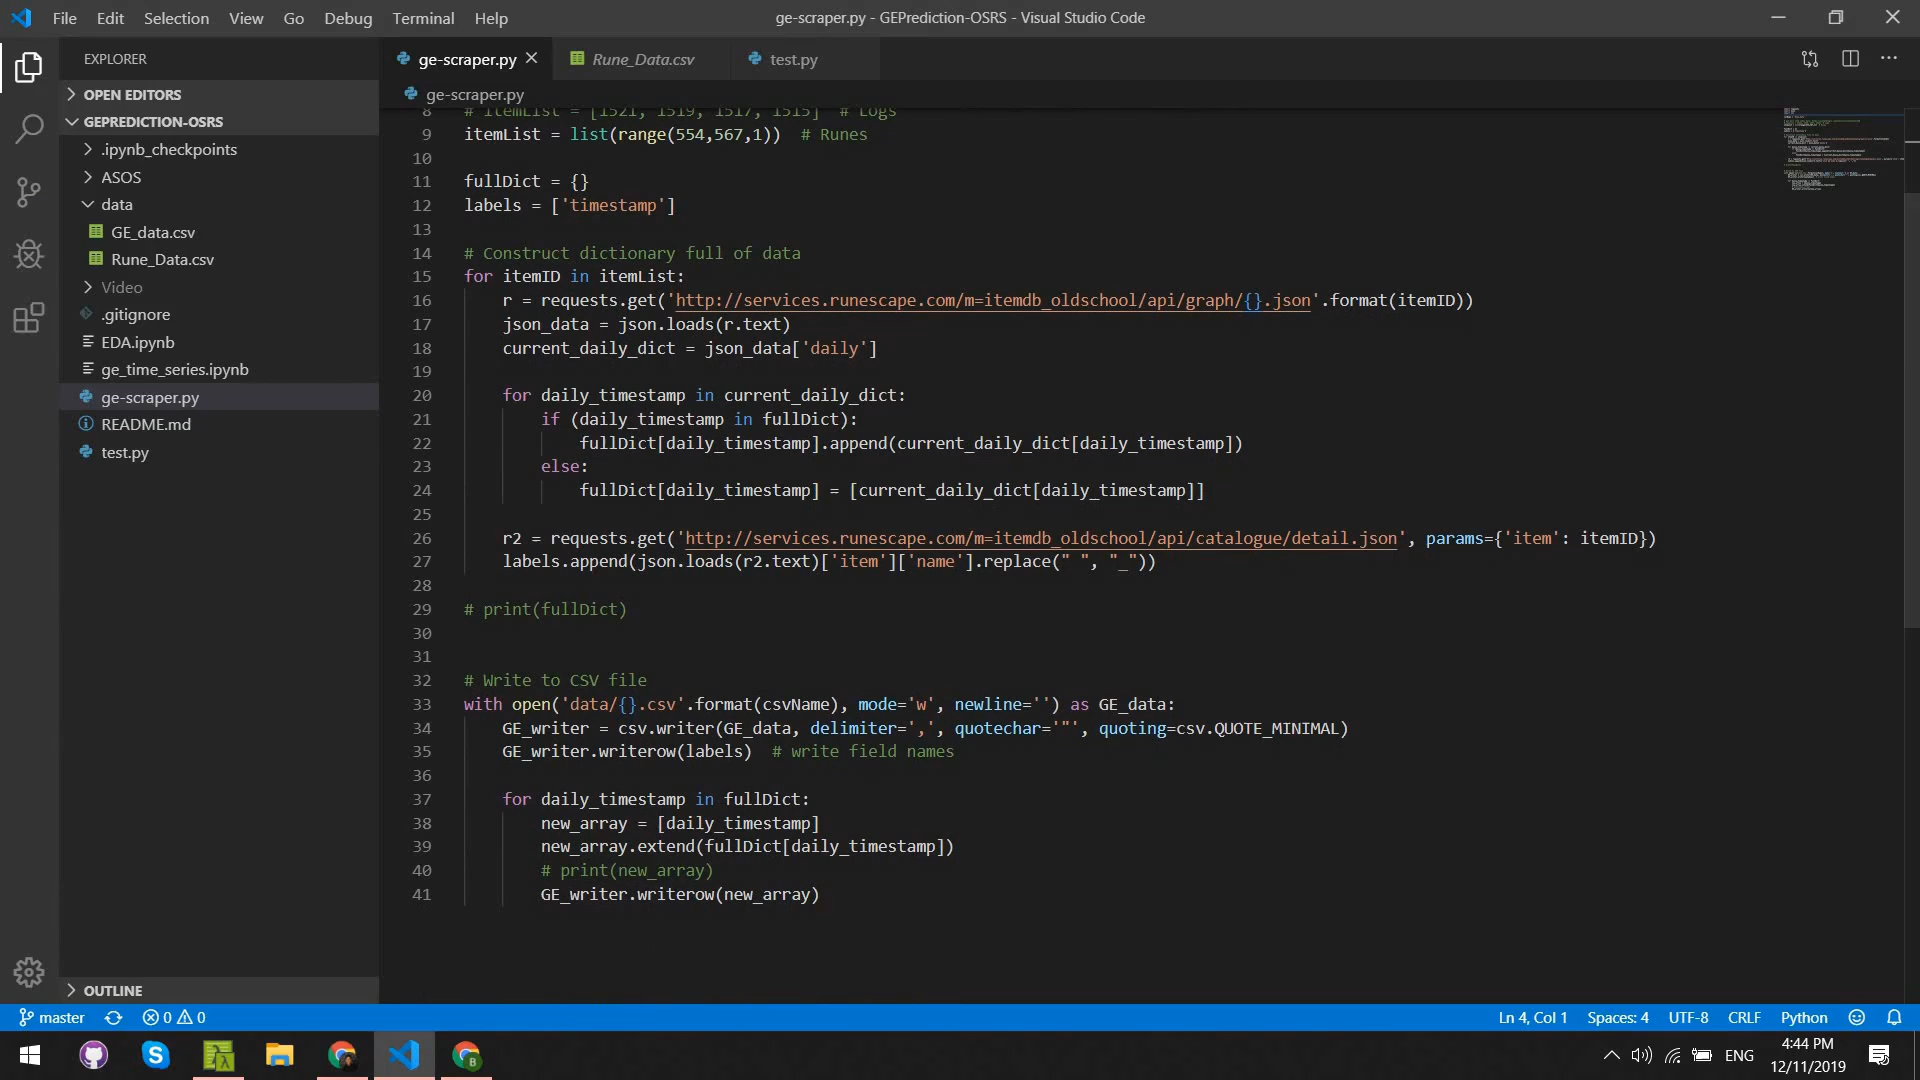 File Edit Selection View Go Debug Terminal Help
ge-scraper.py - GEPrediction-OSRS - Visual Studio Code
EXPLORER
OPEN EDITORS
GEPREDICTION-OSRS
.ipynb_checkpoints
ASOS
data
GE_data.csv
Rune_Data.csv
Video
.gitignore
EDA.ipynb
ge_time_series.ipynb
ge-scraper.py
README.md
test.py
OUTLINE
ge-scraper.py Rune_Data.csv test.py
ge-scraper.py
8 # itemList = [1521, 1519, 1517, 1515] # Logs
9 itemList = list(range(554,567,1)) # Runes
10
11 fullDict = {}
12 labels = ['timestamp']
13
14 # Construct dictionary full of data
15 for itemID in itemList:
16 r = requests.get('http://services.runescape.com/m=itemdb_oldschool/api/graph/{}.json'.format(itemID))
17 json_data = json.loads(r.text)
18 current_daily_dict = json_data['daily']
19
20 for daily_timestamp in current_daily_dict:
21 if (daily_timestamp in fullDict):
22 fullDict[daily_timestamp].append(current_daily_dict[daily_timestamp])
23 else:
24 fullDict[daily_timestamp] = [current_daily_dict[daily_timestamp]]
25
26 r2 = requests.get('http://services.runescape.com/m=itemdb_oldschool/api/catalogue/detail.json', params={'item': itemID})
27 labels.append(json.loads(r2.text)['item']['name'].replace(" ", "_"))
28
29 # print(fullDict)
30
31
32 # Write to CSV file
33 with open('data/{}.csv'.format(csvName), mode='w', newline='') as GE_data:
34 GE_writer = csv.writer(GE_data, delimiter=',', quotechar='"', quoting=csv.QUOTE_MINIMAL)
35 GE_writer.writerow(labels) # write field names
36
37 for daily_timestamp in fullDict:
38 new_array = [daily_timestamp]
39 new_array.extend(fullDict[daily_timestamp])
40 # print(new_array)
41 GE_writer.writerow(new_array)
master 0 0 Ln 4, Col 1 Spaces: 4 UTF-8 CRLF Python
ENG 4:44 PM
12/11/2019